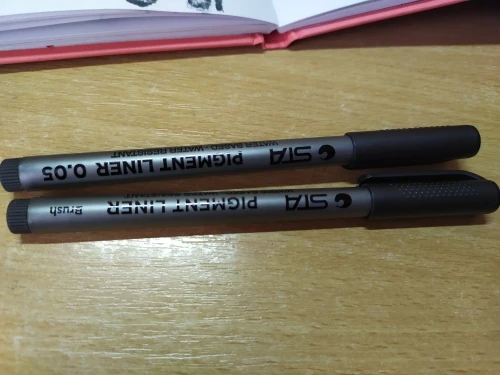 STA PIGMENT LINER 0.05
WATER BASED · WATER RESISTANT
STA PIGMENT LINER Brush